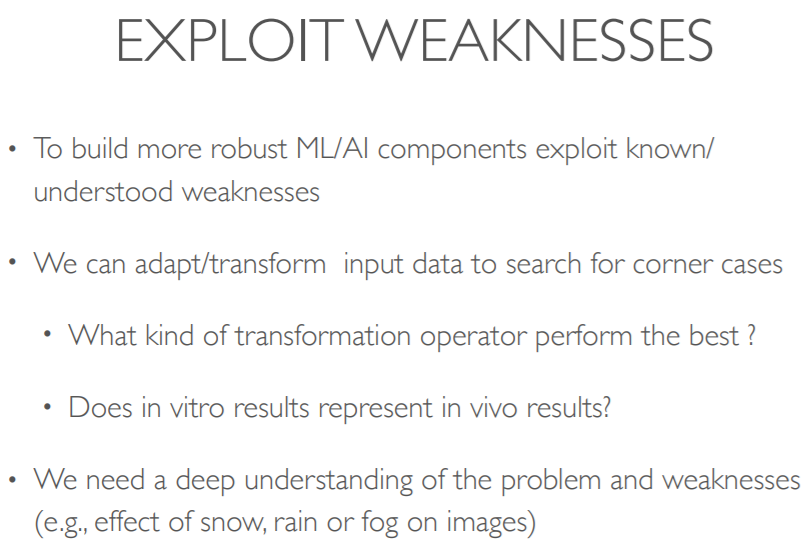 EXPLOIT WEAKNESSES
• To build more robust ML/AI components exploit known/
understood weaknesses
• We can adapt/transform  input data to search for corner cases
• What kind of transformation operator perform the best ?
• Does in vitro results represent in vivo results?
• We need a deep understanding of the problem and weaknesses
(e.g., effect of snow, rain or fog on images)